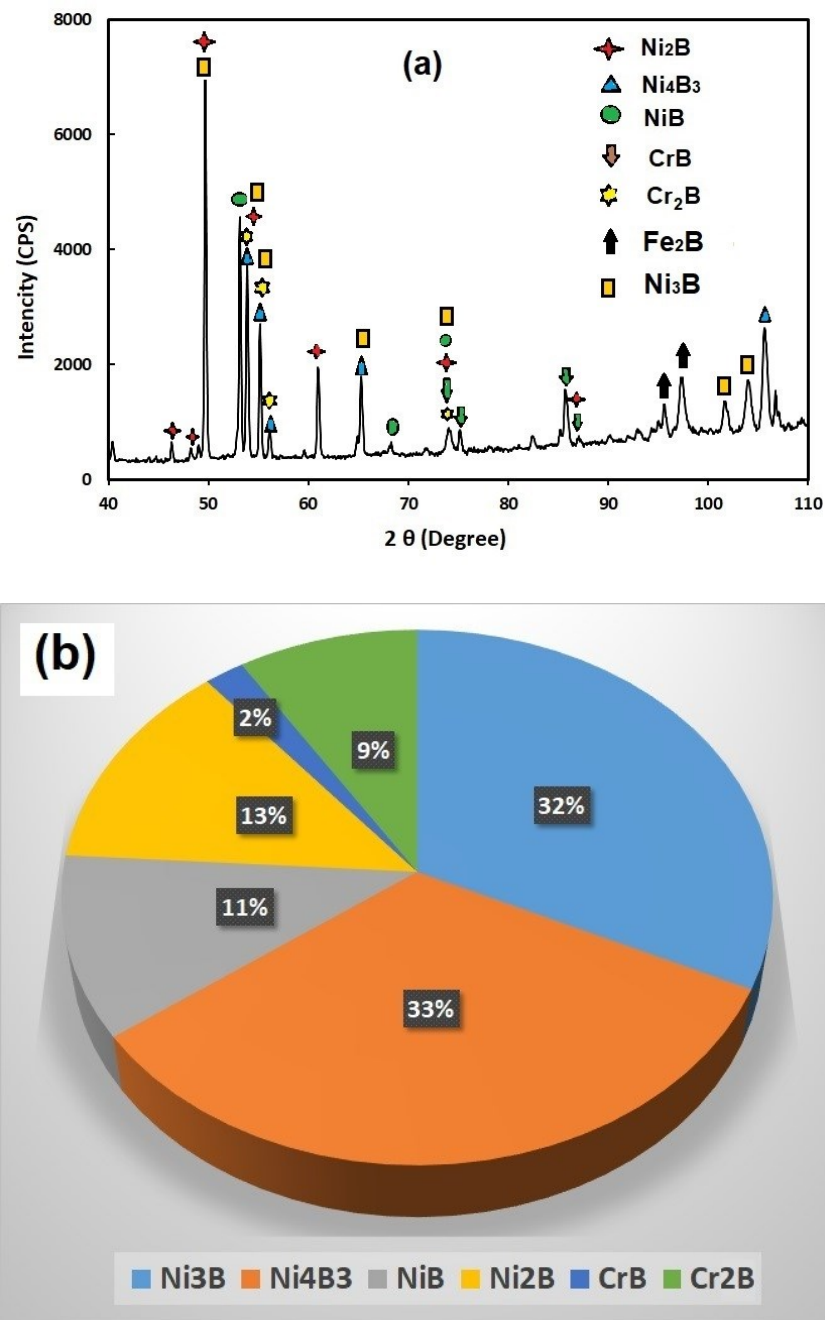 (a)
8000
6000
4000
2000
0
Intencity (CPS)
Ni₂B
Ni₄B₃
NiB
CrB
Cr₂B
Fe₂B
Ni₃B
40 50 60 70 80 90 100 110
2 θ (Degree)
(b)
2%
9%
32%
13%
11%
33%
Ni3B Ni4B3 NiB Ni2B CrB Cr2B